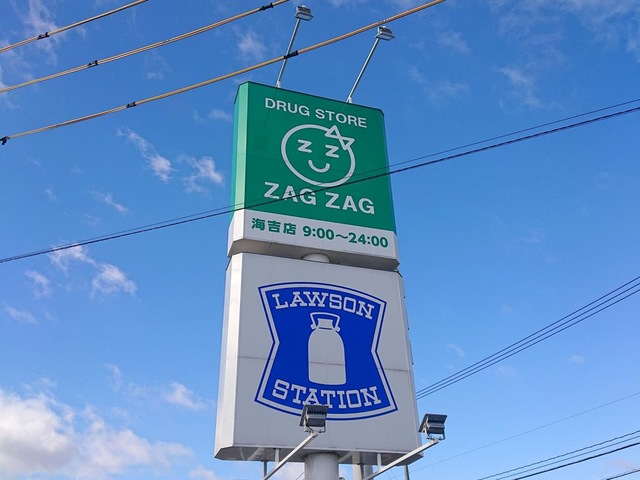 DRUG STORE
ZAG ZAG
海吉店 9:00〜24:00
LAWSON
STATION